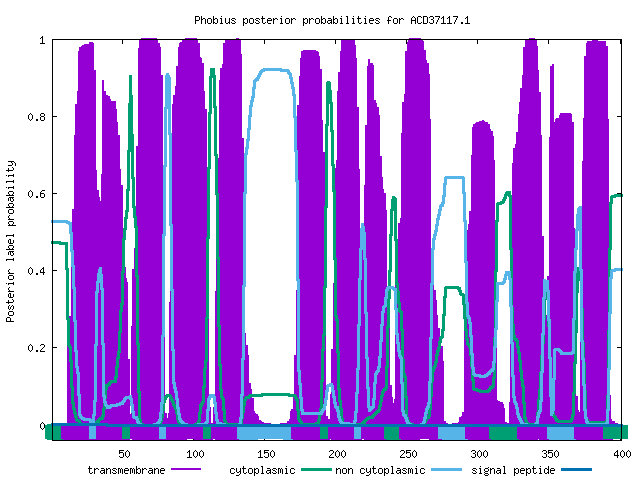 Phobius posterior probabilities for ACD37117.1
1
0.8
0.6
0.4
0.2
0
Posterior label probability
50 100 150 200 250 300 350 400
transmembrane cytoplasmic non cytoplasmic signal peptide